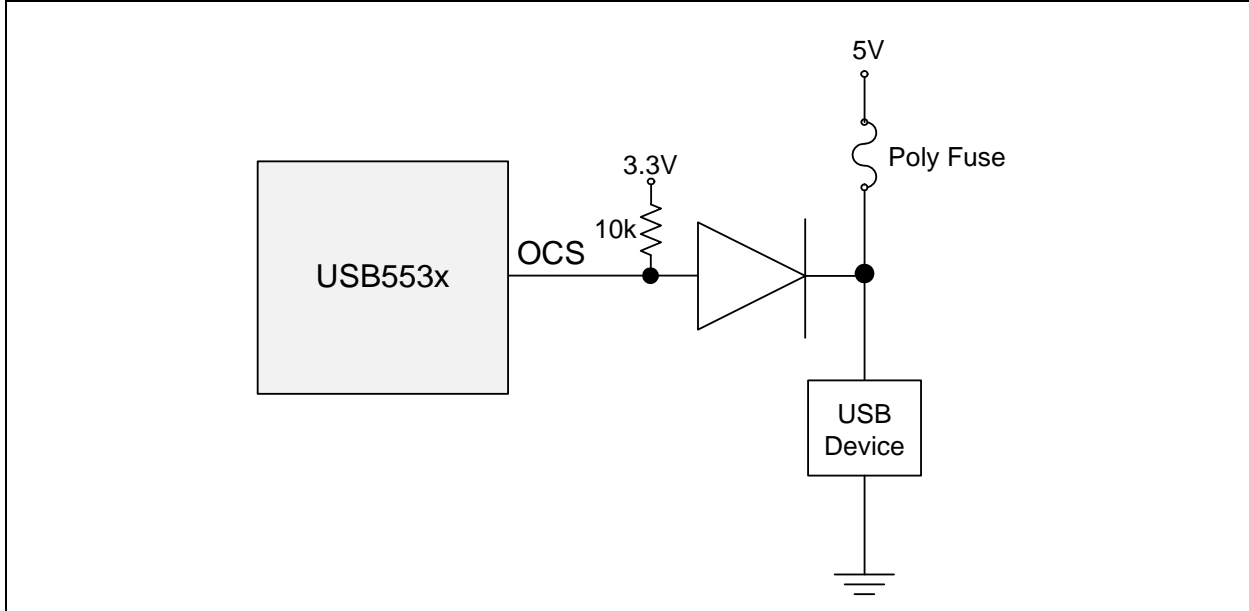 5V
Poly Fuse
3.3V
10k
OCS
USB553x
USB
Device